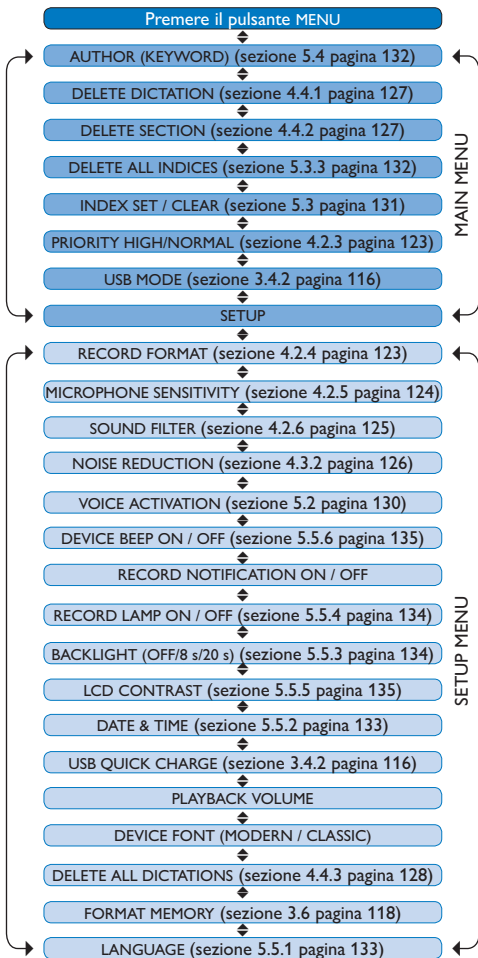 Premere il pulsante MENU
AUTHOR (KEYWORD) (sezione 5.4 pagina 132)
DELETE DICTATION (sezione 4.4.1 pagina 127)
DELETE SECTION (sezione 4.4.2 pagina 127)
DELETE ALL INDICES (sezione 5.3.3 pagina 132)
INDEX SET / CLEAR (sezione 5.3 pagina 131)
PRIORITY HIGH/NORMAL (sezione 4.2.3 pagina 123)
USB MODE (sezione 3.4.2 pagina 116)
SETUP
MAIN MENU
RECORD FORMAT (sezione 4.2.4 pagina 123)
MICROPHONE SENSITIVITY (sezione 4.2.5 pagina 124)
SOUND FILTER (sezione 4.2.6 pagina 125)
NOISE REDUCTION (sezione 4.3.2 pagina 126)
VOICE ACTIVATION (sezione 5.2 pagina 130)
DEVICE BEEP ON / OFF (sezione 5.5.6 pagina 135)
RECORD NOTIFICATION ON / OFF
RECORD LAMP ON / OFF (sezione 5.5.4 pagina 134)
BACKLIGHT (OFF/8 s/20 s) (sezione 5.5.3 pagina 134)
LCD CONTRAST (sezione 5.5.5 pagina 135)
DATE & TIME (sezione 5.5.2 pagina 133)
USB QUICK CHARGE (sezione 3.4.2 pagina 116)
PLAYBACK VOLUME
DEVICE FONT (MODERN / CLASSIC)
DELETE ALL DICTATIONS (sezione 4.4.3 pagina 128)
FORMAT MEMORY (sezione 3.6 pagina 118)
LANGUAGE (sezione 5.5.1 pagina 133)
SETUP MENU